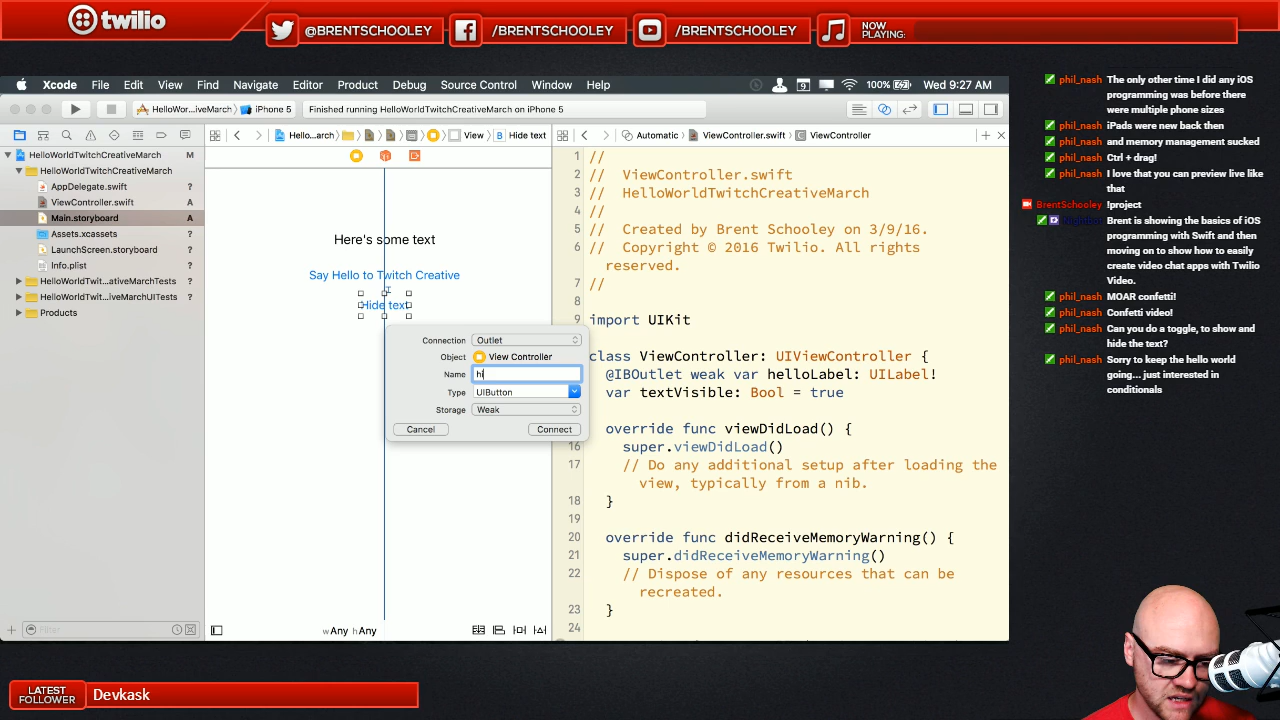 twilio
@BRENTSCHOOLEY
/BRENTSCHOOLEY
/BRENTSCHOOLEY
NOW
PLAYING:
Xcode File Edit View Find Navigate Editor Product Debug Source Control Window Help
9
100%
Wed 9:27 AM
HelloWor...iveMarch
iPhone 5
Finished running HelloWorldTwitchCreativeMarch on iPhone 5
Hello...arch
View
B
Hide text
Automatic
ViewController.swift
C
ViewController
HelloWorldTwitchCreativeMarch M
HelloWorldTwitchCreativeMarch
AppDelegate.swift ?
ViewController.swift A
Main.storyboard A
Assets.xcassets ?
LaunchScreen.storyboard ?
Info.plist ?
HelloWorldTwit...ativeMarchTests
HelloWorldTwit...iveMarchUITests
Products
Filter
Here's some text
Say Hello to Twitch Creative
Hide text
Connection Outlet
Object View Controller
Name hi
Type UIButton
Storage Weak
Cancel Connect
wAny hAny
1 //
2 // ViewController.swift
3 // HelloWorldTwitchCreativeMarch
4 //
5 // Created by Brent Schooley on 3/9/16.
6 // Copyright © 2016 Twilio. All rights
reserved.
7 //
8
9 import UIKit
class ViewController: UIViewController {
@IBOutlet weak var helloLabel: UILabel!
var textVisible: Bool = true
override func viewDidLoad() {
16 super.viewDidLoad()
17 // Do any additional setup after loading the
view, typically from a nib.
18 }
19
20 override func didReceiveMemoryWarning() {
21 super.didReceiveMemoryWarning()
22 // Dispose of any resources that can be
recreated.
23 }
24
phil_nash The only other time I did any iOS
programming was before there
were multiple phone sizes
phil_nash iPads were new back then
phil_nash and memory management sucked
phil_nash Ctrl + drag!
phil_nash I love that you can preview live like
that
BrentSchooley !project
Brent is showing the basics of iOS
programming with Swift and then
moving on to show how to easily
create video chat apps with Twilio
Video.
phil_nash MOAR confetti!
phil_nash Confetti video!
phil_nash Can you do a toggle, to show and
hide the text?
phil_nash Sorry to keep the hello world
going... just interested in
conditionals
LATEST
FOLLOWER
Devkask